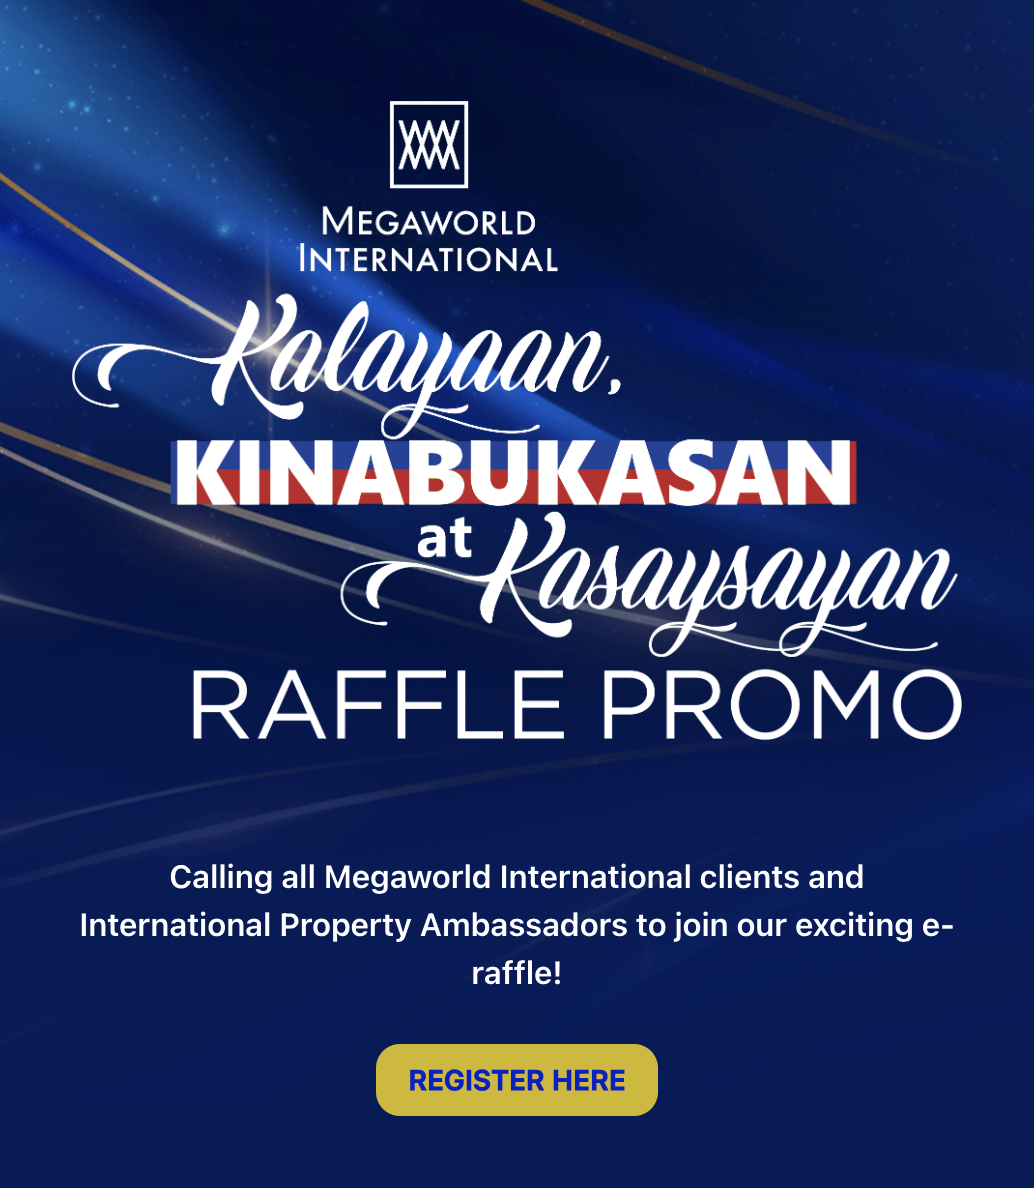 MEGAWORLD
INTERNATIONAL
Kalayaan,
KINABUKASAN
at Kasaysayan
RAFFLE PROMO
Calling all Megaworld International clients and
International Property Ambassadors to join our exciting e-
raffle!
REGISTER HERE